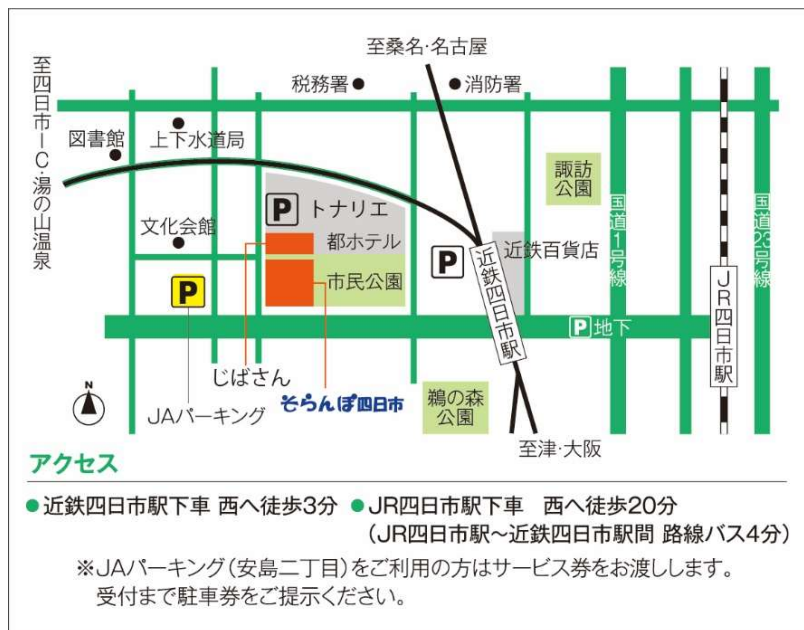 至桑名・名古屋
至四日市IC・湯の山温泉
税務署
消防署
図書館
上下水道局
諏訪
公園
国道1号線
国道23号線
P
トナリエ
文化会館
都ホテル
P
近鉄百貨店
P
市民公園
近鉄四日市駅
JR四日市駅
P
地下
じばさん
N
JAパーキング
そらんぽ四日市
鵜の森
公園
至津・大阪
アクセス
●近鉄四日市駅下車 西へ徒歩3分
●JR四日市駅下車 西へ徒歩20分
(JR四日市駅〜近鉄四日市駅間 路線バス4分)
※JAパーキング(安島二丁目)をご利用の方はサービス券をお渡しします。
受付まで駐車券をご提示ください。